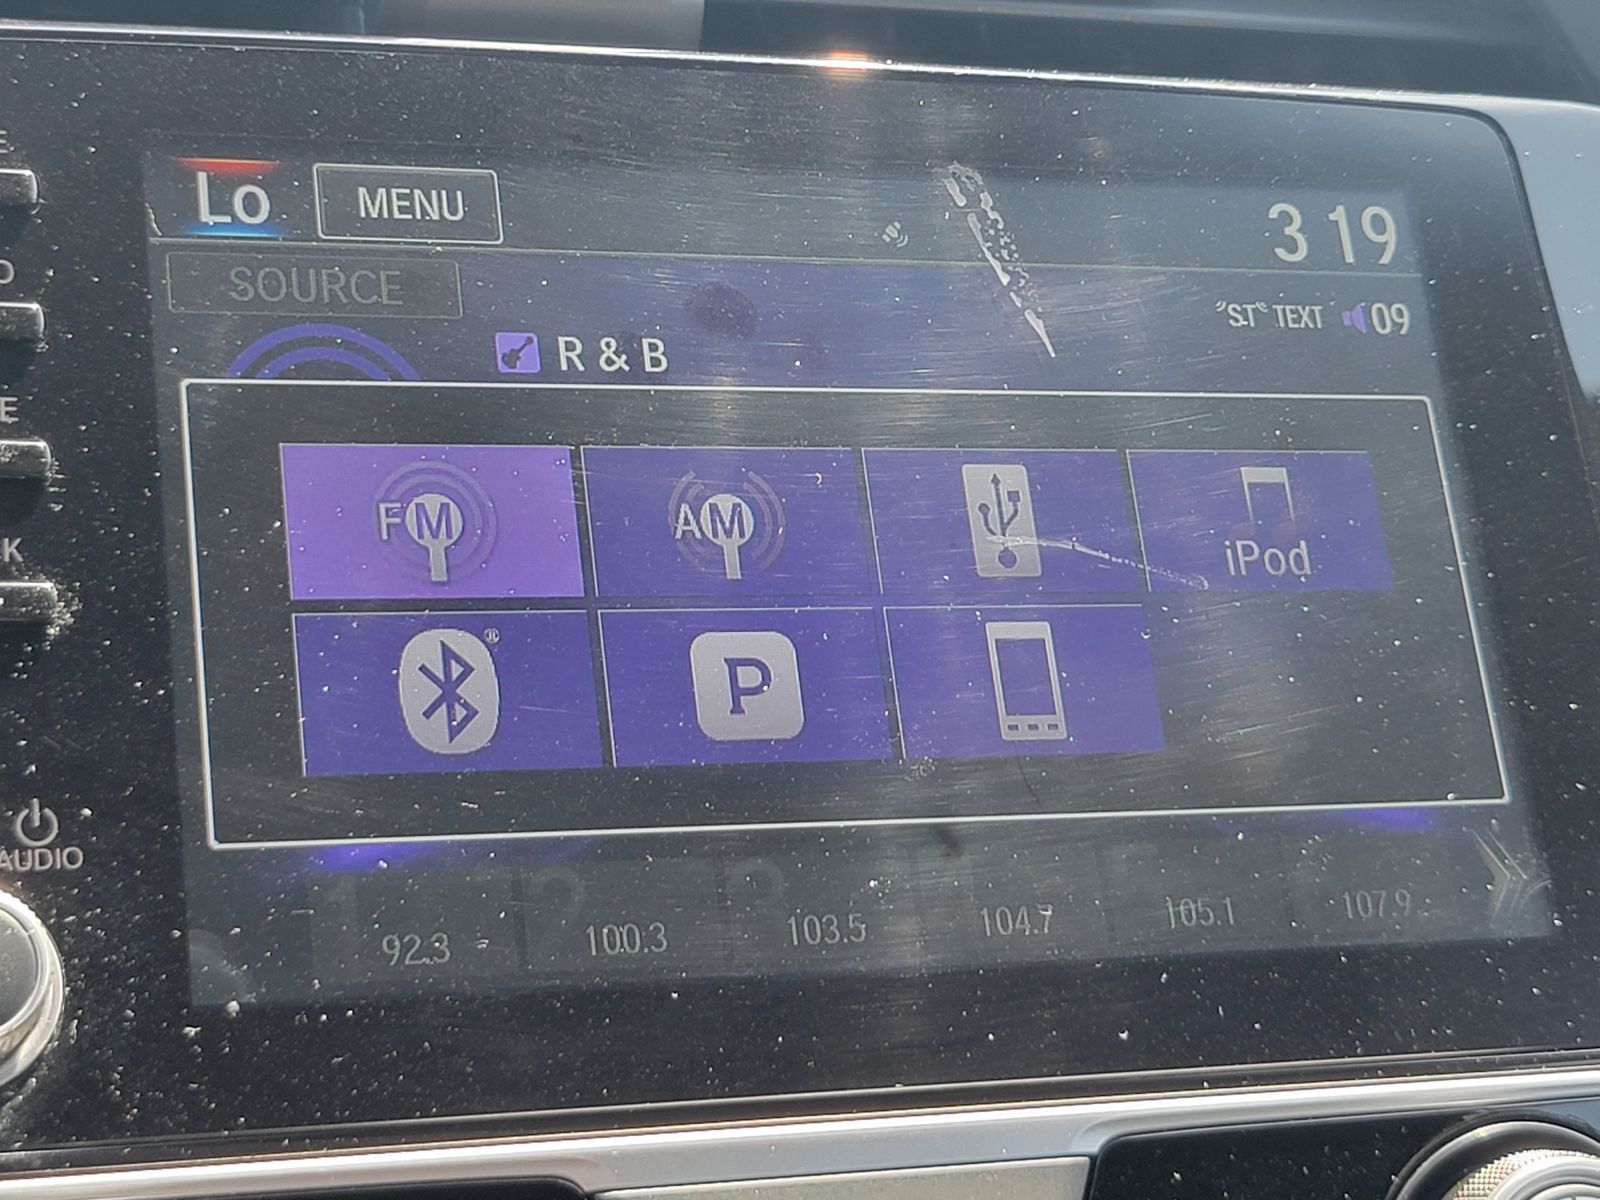 Lo MENU 3 19
SOURCE
"ST" TEXT 09
R & B
FM AM iPod
® P
AUDIO
92.3 100.3 103.5 104.7 105.1 107.9